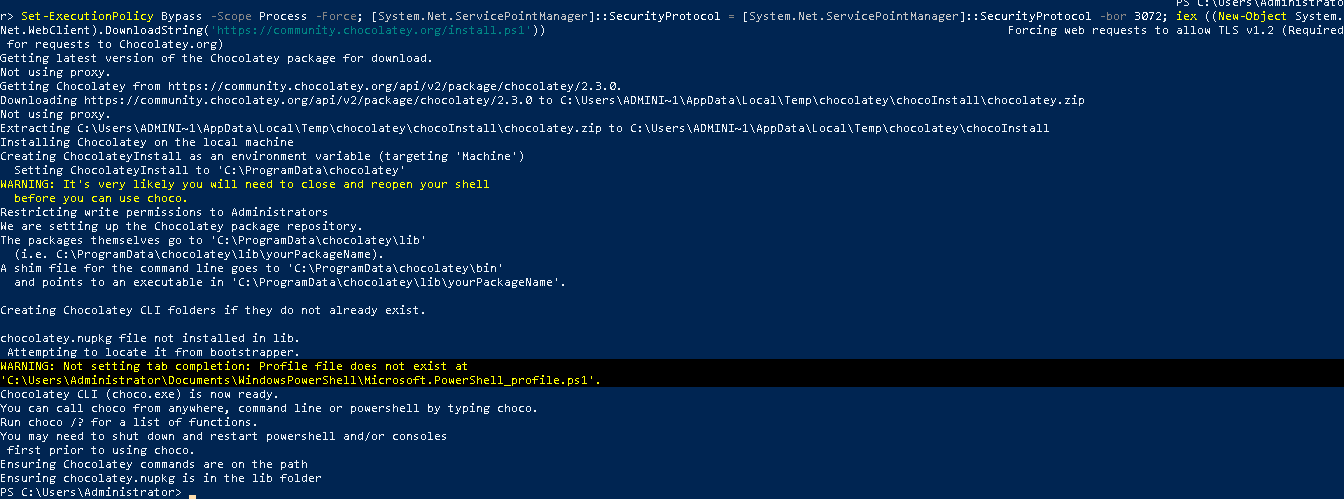 PS C:\Users\Administrato
r> Set-ExecutionPolicy Bypass -Scope Process -Force; [System.Net.ServicePointManager]::SecurityProtocol = [System.Net.ServicePointManager]::SecurityProtocol -bor 3072; iex ((New-Object System.
Net.WebClient).DownloadString('https://community.chocolatey.org/install.ps1')) Forcing web requests to allow TLS v1.2 (Required
for requests to Chocolatey.org)
Getting latest version of the Chocolatey package for download.
Not using proxy.
Getting Chocolatey from https://community.chocolatey.org/api/v2/package/chocolatey/2.3.0.
Downloading https://community.chocolatey.org/api/v2/package/chocolatey/2.3.0 to C:\Users\ADMINI~1\AppData\Local\Temp\chocolatey\chocoInstall\chocolatey.zip
Not using proxy.
Extracting C:\Users\ADMINI~1\AppData\Local\Temp\chocolatey\chocoInstall\chocolatey.zip to C:\Users\ADMINI~1\AppData\Local\Temp\chocolatey\chocoInstall
Installing Chocolatey on the local machine
Creating ChocolateyInstall as an environment variable (targeting 'Machine')
Setting ChocolateyInstall to 'C:\ProgramData\chocolatey'
WARNING: It's very likely you will need to close and reopen your shell
before you can use choco.
Restricting write permissions to Administrators
We are setting up the Chocolatey package repository.
The packages themselves go to 'C:\ProgramData\chocolatey\lib'
(i.e. C:\ProgramData\chocolatey\lib\yourPackageName).
A shim file for the command line goes to 'C:\ProgramData\chocolatey\bin'
and points to an executable in 'C:\ProgramData\chocolatey\lib\yourPackageName'.
Creating Chocolatey CLI folders if they do not already exist.
chocolatey.nupkg file not installed in lib.
Attempting to locate it from bootstrapper.
WARNING: Not setting tab completion: Profile file does not exist at
'C:\Users\Administrator\Documents\WindowsPowerShell\Microsoft.PowerShell_profile.ps1'.
Chocolatey CLI (choco.exe) is now ready.
You can call choco from anywhere, command line or powershell by typing choco.
Run choco /? for a list of functions.
You may need to shut down and restart powershell and/or consoles
first prior to using choco.
Ensuring Chocolatey commands are on the path
Ensuring chocolatey.nupkg is in the lib folder
PS C:\Users\Administrator>